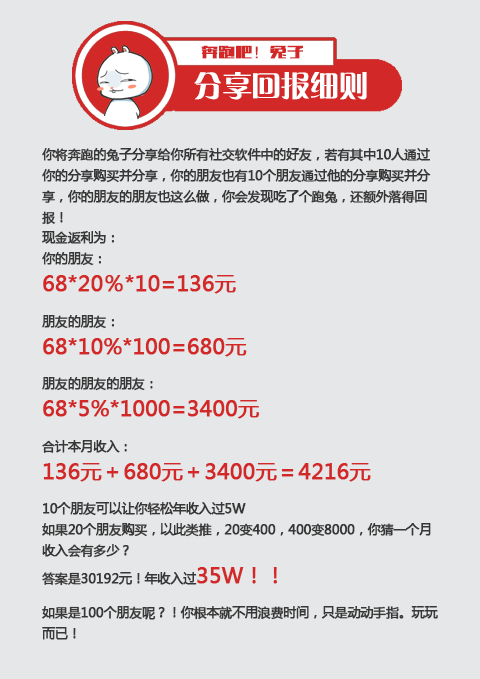 奔跑吧！兔子
分享回报细则
你将奔跑的兔子分享给你所有社交软件中的好友，若有其中10人通过
你的分享购买并分享，你的朋友也有10个朋友通过他的分享购买并分
享，你的朋友的朋友也这么做，你会发现吃了个跑兔，还额外落得回
报！
现金返利为：
你的朋友：
68*20%*10=136元
朋友的朋友：
68*10%*100=680元
朋友的朋友的朋友：
68*5%*1000=3400元
合计本月收入：
136元＋680元＋3400元＝4216元
10个朋友可以让你轻松年收入过5W
如果20个朋友购买，以此类推，20变400，400变8000，你猜一个月
收入会有多少？
答案是30192元！年收入过35W！！
如果是100个朋友呢？！你根本就不用浪费时间，只是动动手指。玩玩
而已！